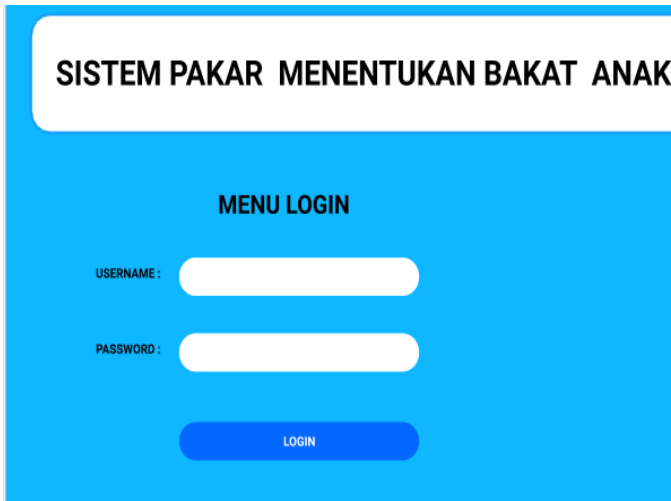 SISTEM PAKAR MENENTUKAN BAKAT ANAK
MENU LOGIN
USERNAME :
PASSWORD :
LOGIN